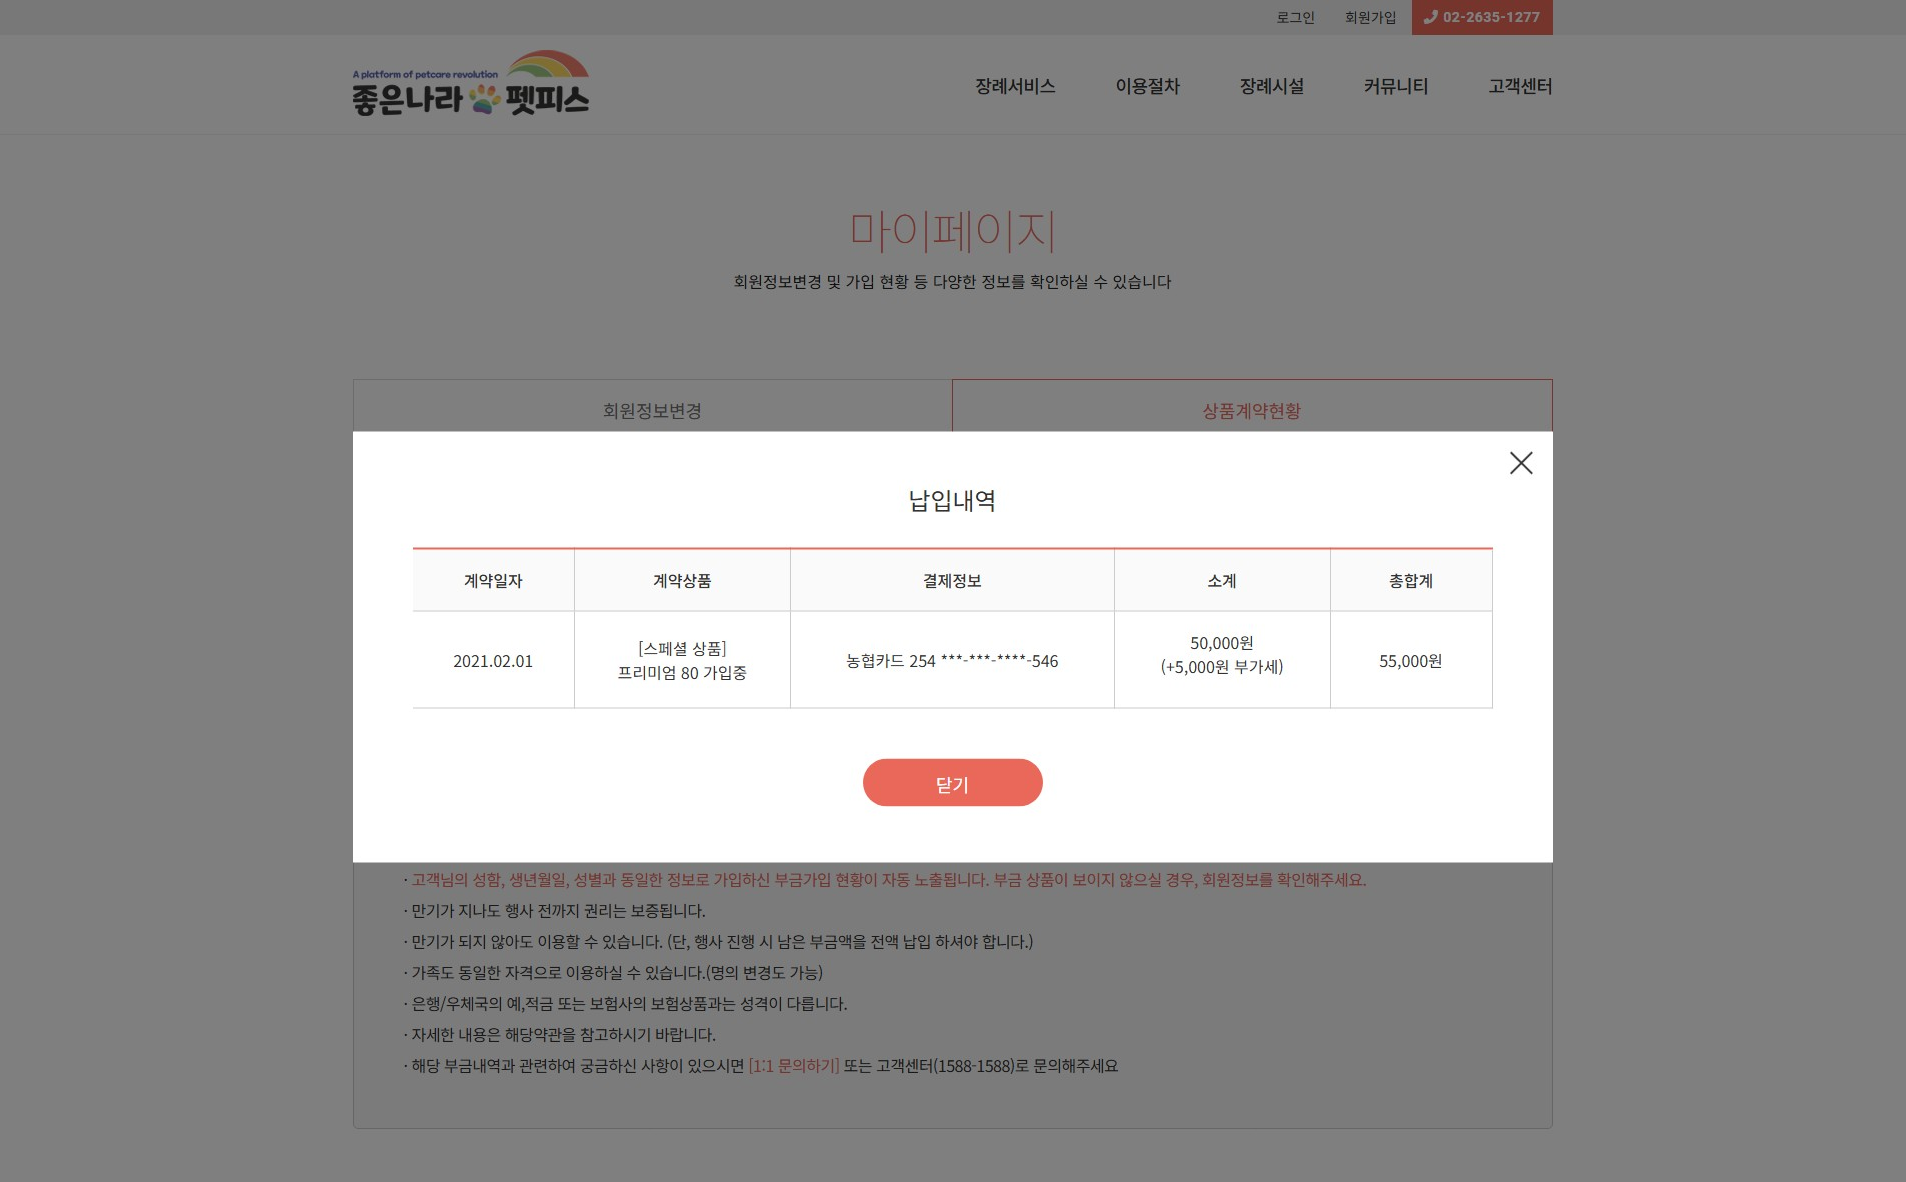 로그인 회원가입 02-2635-1277
A platform of petcare revolution
좋은나라 펫피스
장례서비스 이용절차 장례시설 커뮤니티 고객센터
마이페이지
회원정보변경 및 가입 현황 등 다양한 정보를 확인하실 수 있습니다
회원정보변경 상품계약현황
납입내역
계약일자 계약상품 결제정보 소계 총합계
2021.02.01
[스페셜 상품]
프리미엄 80 가입중
농협카드 254 ***-***-****-546
50,000원
(+5,000원 부가세)
55,000원
닫기
· 고객님의 성함, 생년월일, 성별과 동일한 정보로 가입하신 부금가입 현황이 자동 노출됩니다. 부금 상품이 보이지 않으실 경우, 회원정보를 확인해주세요.
· 만기가 지나도 행사 전까지 권리는 보증됩니다.
· 만기가 되지 않아도 이용할 수 있습니다. (단, 행사 진행 시 남은 부금액을 전액 납입 하셔야 합니다.)
· 가족도 동일한 자격으로 이용하실 수 있습니다.(명의 변경도 가능)
· 은행/우체국의 예,적금 또는 보험사의 보험상품과는 성격이 다릅니다.
· 자세한 내용은 해당약관을 참고하시기 바랍니다.
· 해당 부금내역과 관련하여 궁금하신 사항이 있으시면 [1:1 문의하기] 또는 고객센터(1588-1588)로 문의해주세요